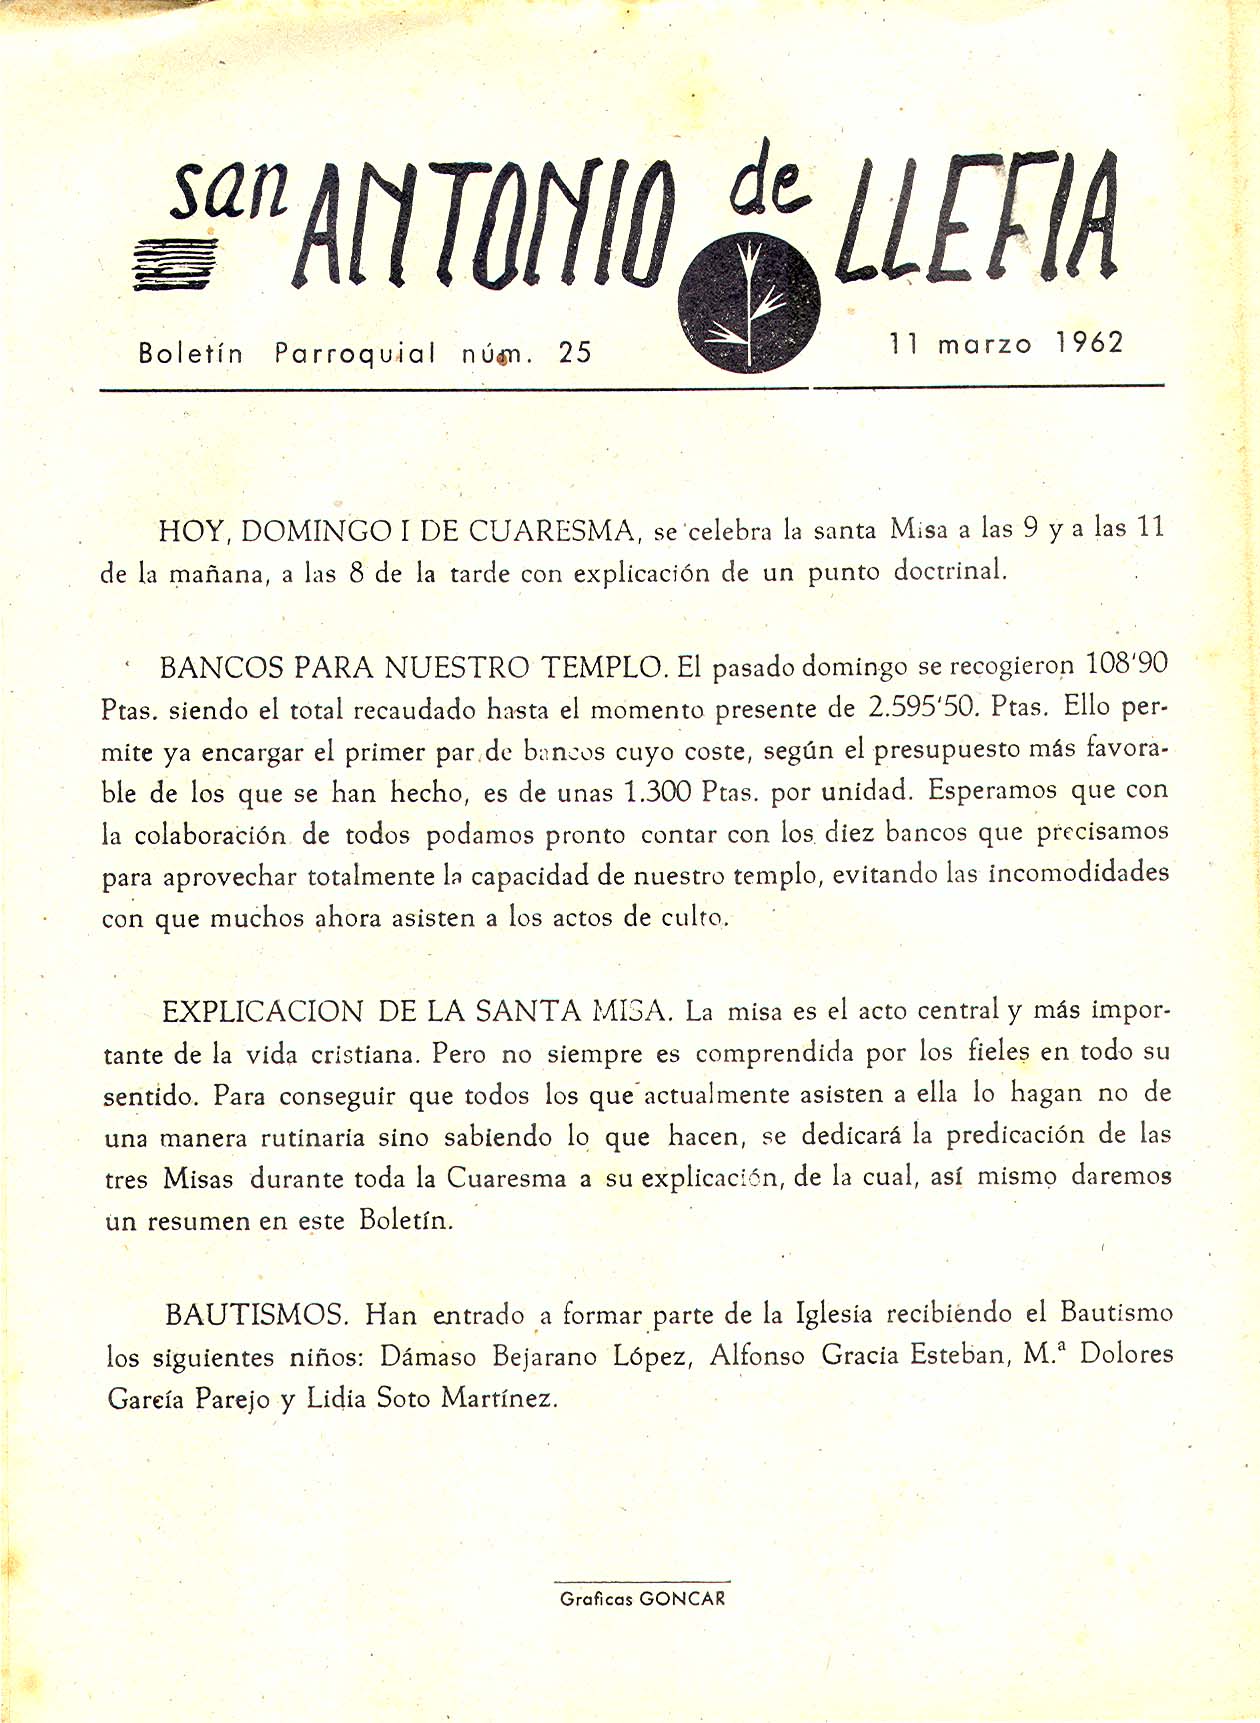 san ANTONIO de LLEFIA
Boletín Parroquial núm. 25
11 marzo 1962
HOY, DOMINGO I DE CUARESMA, se celebra la santa Misa a las 9 y a las 11
de la mañana, a las 8 de la tarde con explicación de un punto doctrinal.
BANCOS PARA NUESTRO TEMPLO. El pasado domingo se recogieron 108'90
Ptas. siendo el total recaudado hasta el momento presente de 2.595'50. Ptas. Ello per-
mite ya encargar el primer par de bancos cuyo coste, según el presupuesto más favora-
ble de los que se han hecho, es de unas 1.300 Ptas. por unidad. Esperamos que con
la colaboración de todos podamos pronto contar con los diez bancos que precisamos
para aprovechar totalmente la capacidad de nuestro templo, evitando las incomodidades
con que muchos ahora asisten a los actos de culto.
EXPLICACION DE LA SANTA MISA. La misa es el acto central y más impor-
tante de la vida cristiana. Pero no siempre es comprendida por los fieles en todo su
sentido. Para conseguir que todos los que actualmente asisten a ella lo hagan no de
una manera rutinaria sino sabiendo lo que hacen, se dedicará la predicación de las
tres Misas durante toda la Cuaresma a su explicación, de la cual, así mismo daremos
un resumen en este Boletín.
BAUTISMOS. Han entrado a formar parte de la Iglesia recibiendo el Bautismo
los siguientes niños: Dámaso Bejarano López, Alfonso Gracia Esteban, M.ª Dolores
García Parejo y Lidia Soto Martínez.
Graficas GONCAR